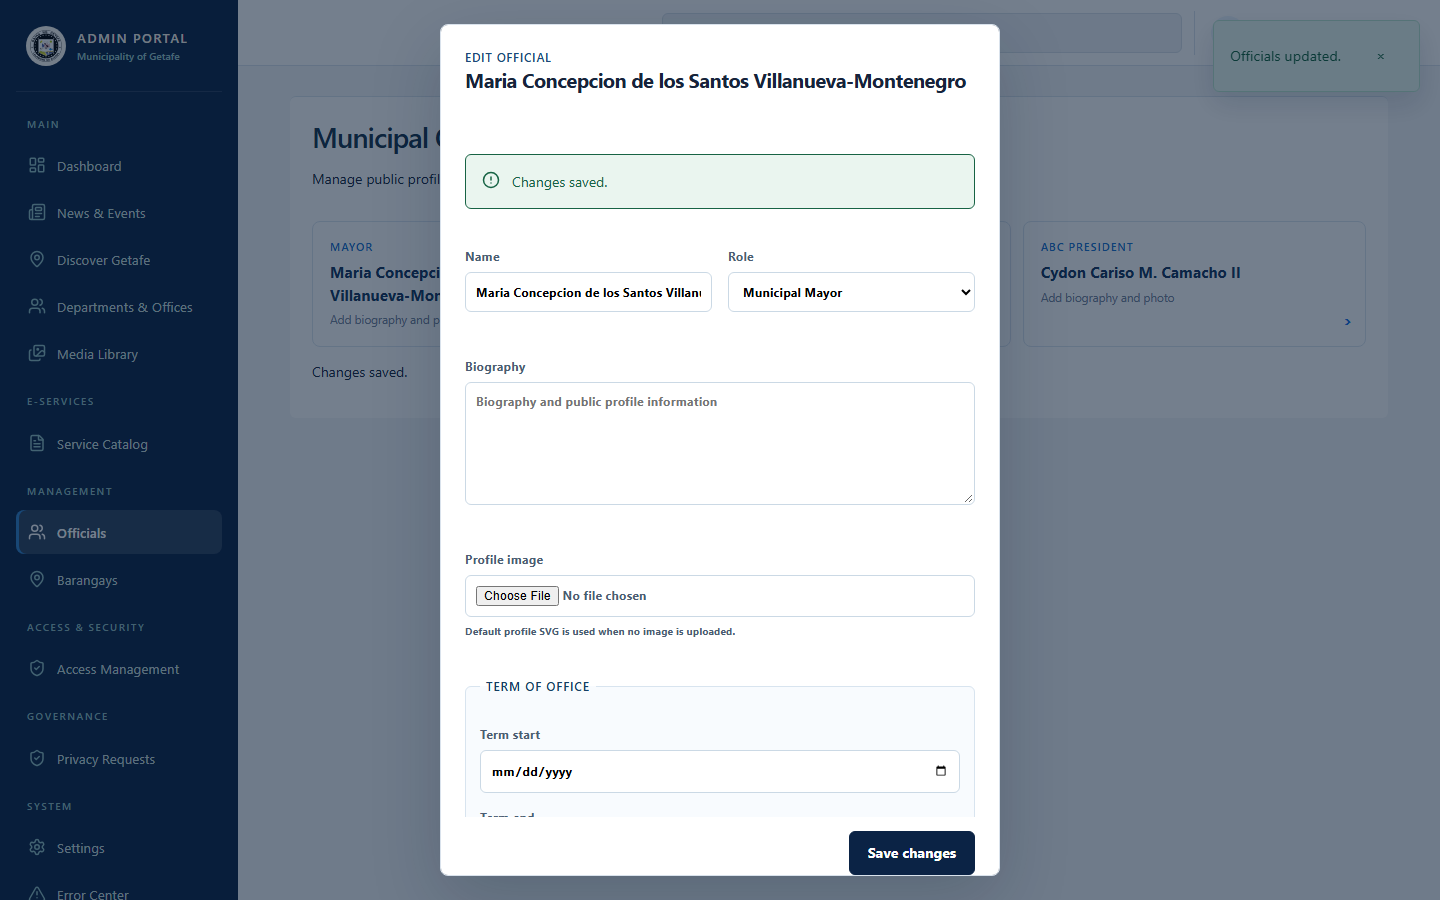 ADMIN PORTAL
Municipality of Getafe
MAIN
Dashboard
News & Events
Discover Getafe
Departments & Offices
Media Library
E-SERVICES
Service Catalog
MANAGEMENT
Officials
Barangays
ACCESS & SECURITY
Access Management
GOVERNANCE
Privacy Requests
SYSTEM
Settings
Error Center
Municipal
Manage public profil
MAYOR
Maria Concepci
Villanueva-Mon
Add biography and p
Changes saved.
EDIT OFFICIAL
Maria Concepcion de los Santos Villanueva-Montenegro
Changes saved.
Name
Role
Maria Concepcion de los Santos Villanu
Municipal Mayor
Biography
Biography and public profile information
Profile image
Choose File No file chosen
Default profile SVG is used when no image is uploaded.
TERM OF OFFICE
Term start
mm/dd/yyyy
Term end
Save changes
Officials updated. ×
ABC PRESIDENT
Cydon Cariso M. Camacho II
Add biography and photo